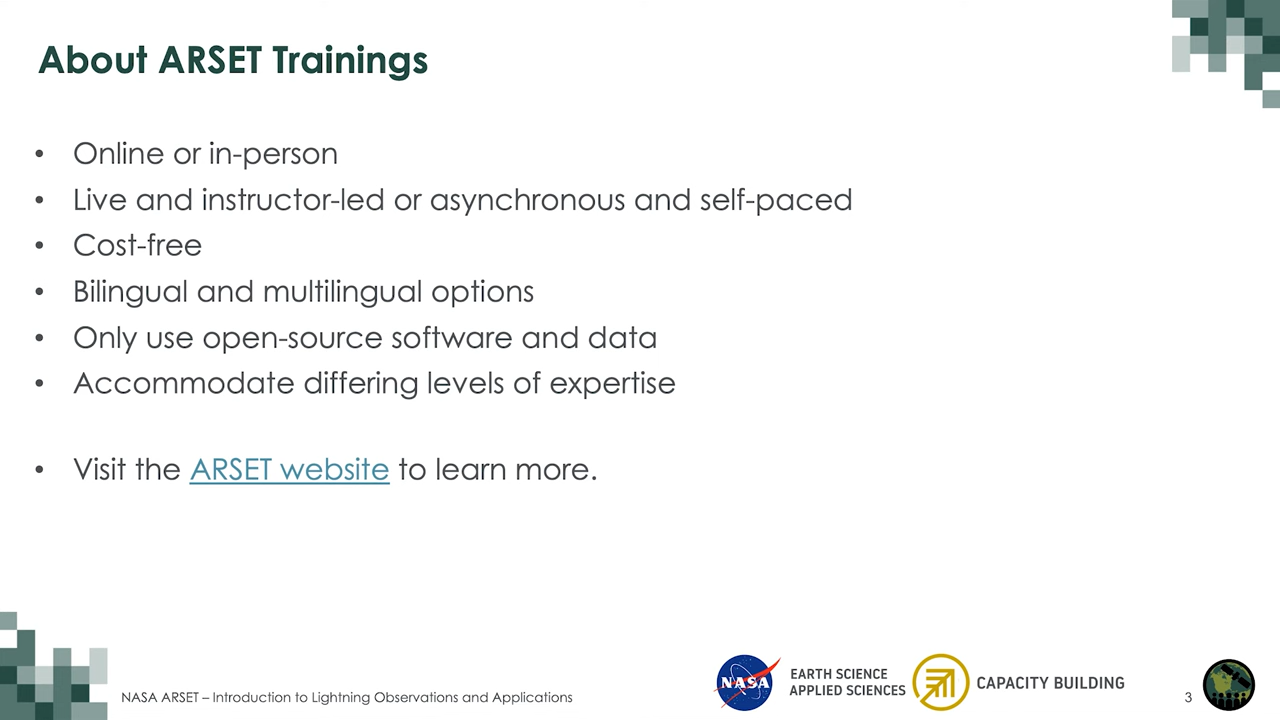 About ARSET Trainings
• Online or in-person
• Live and instructor-led or asynchronous and self-paced
• Cost-free
• Bilingual and multilingual options
• Only use open-source software and data
• Accommodate differing levels of expertise
• Visit the ARSET website to learn more.
NASA ARSET – Introduction to Lightning Observations and Applications
NASA
EARTH SCIENCE
APPLIED SCIENCES
CAPACITY BUILDING
3